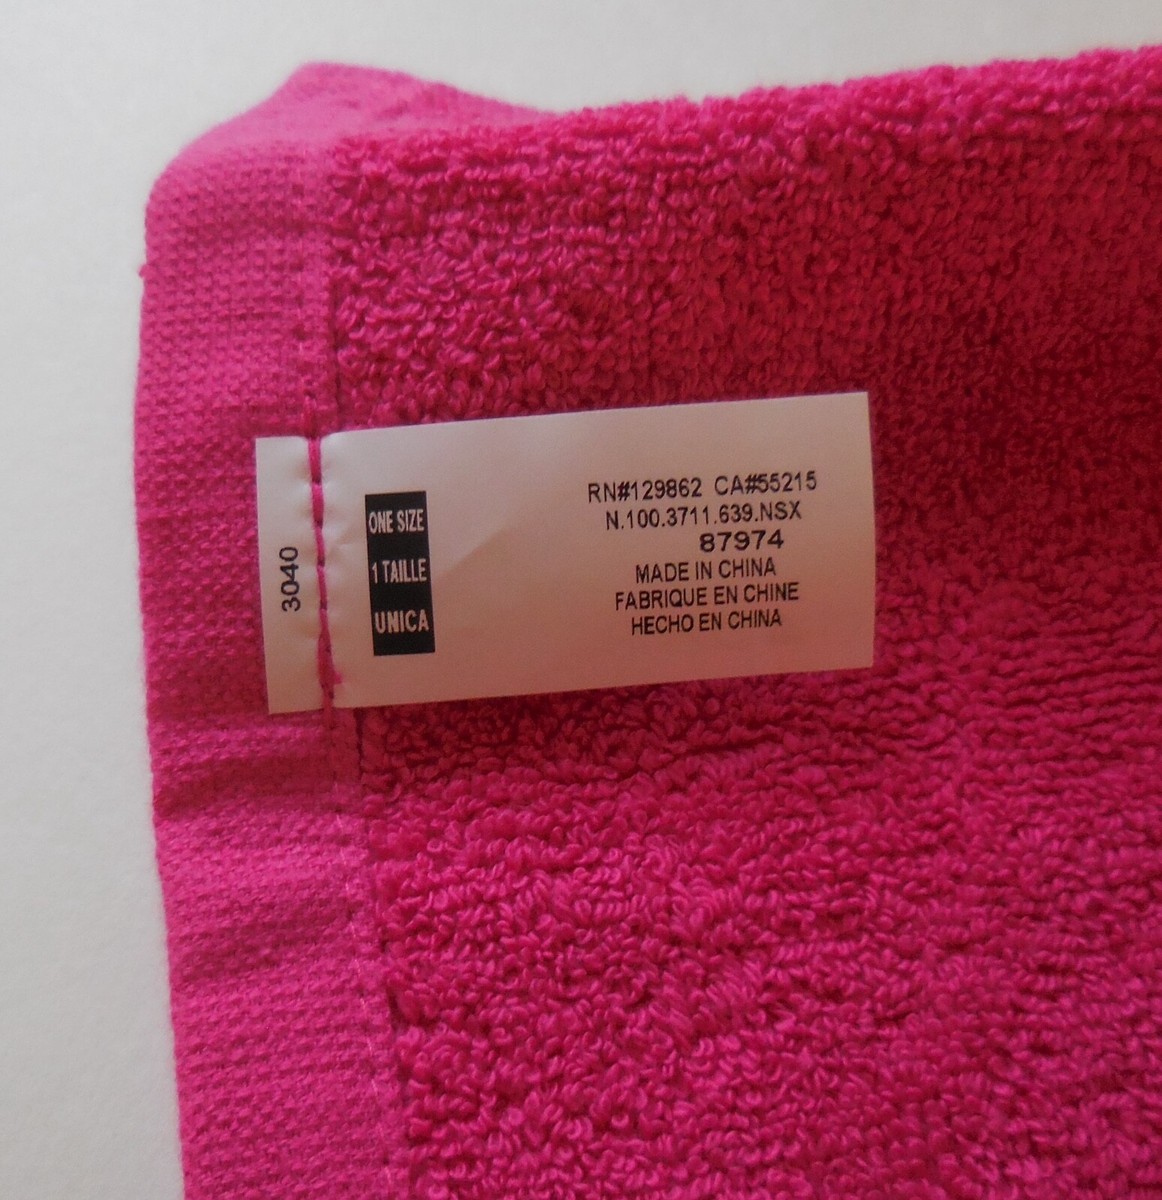 3040
ONE SIZE
1 TAILLE
UNICA
RN#129862 CA#55215
N.100.3711.639.NSX
87974
MADE IN CHINA
FABRIQUE EN CHINE
HECHO EN CHINA